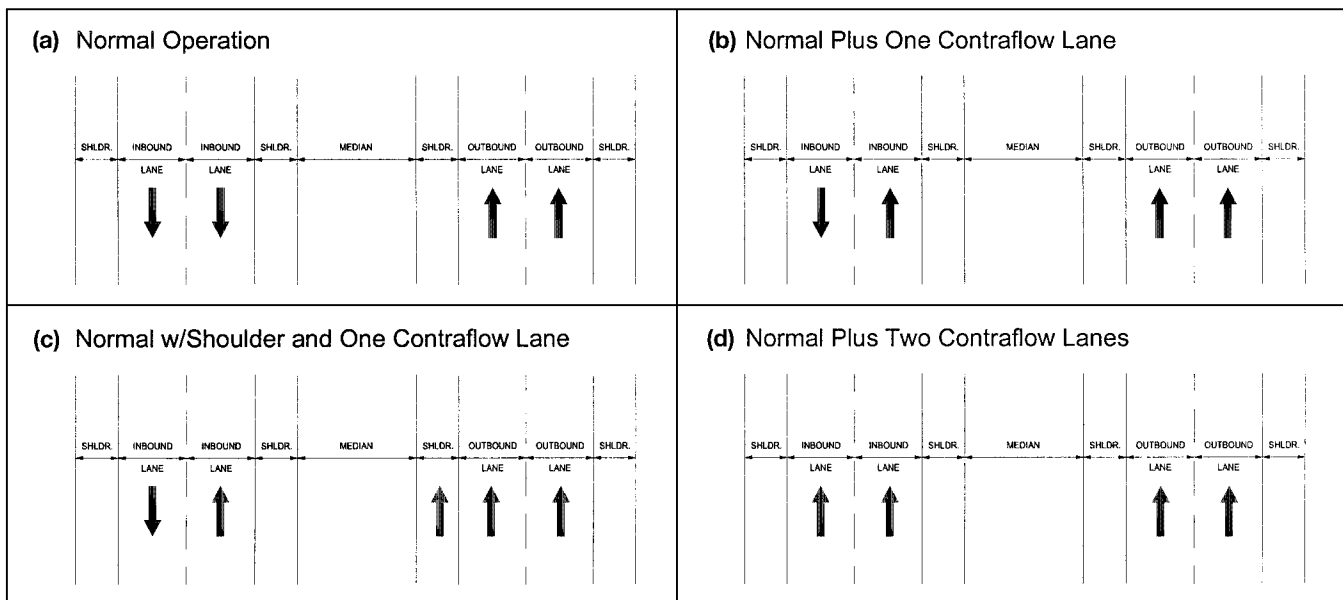 (a) Normal Operation
SHLDR. INBOUND INBOUND SHLDR. MEDIAN SHLDR. OUTBOUND OUTBOUND SHLDR.
LANE LANE LANE LANE
(b) Normal Plus One Contraflow Lane
SHLDR. INBOUND INBOUND SHLDR. MEDIAN SHLDR. OUTBOUND OUTBOUND SHLDR.
LANE LANE LANE LANE
(c) Normal w/Shoulder and One Contraflow Lane
SHLDR. INBOUND INBOUND SHLDR. MEDIAN SHLDR. OUTBOUND OUTBOUND SHLDR.
LANE LANE LANE LANE
(d) Normal Plus Two Contraflow Lanes
SHLDR. INBOUND INBOUND SHLDR. MEDIAN SHLDR. OUTBOUND OUTBOUND SHLDR.
LANE LANE LANE LANE